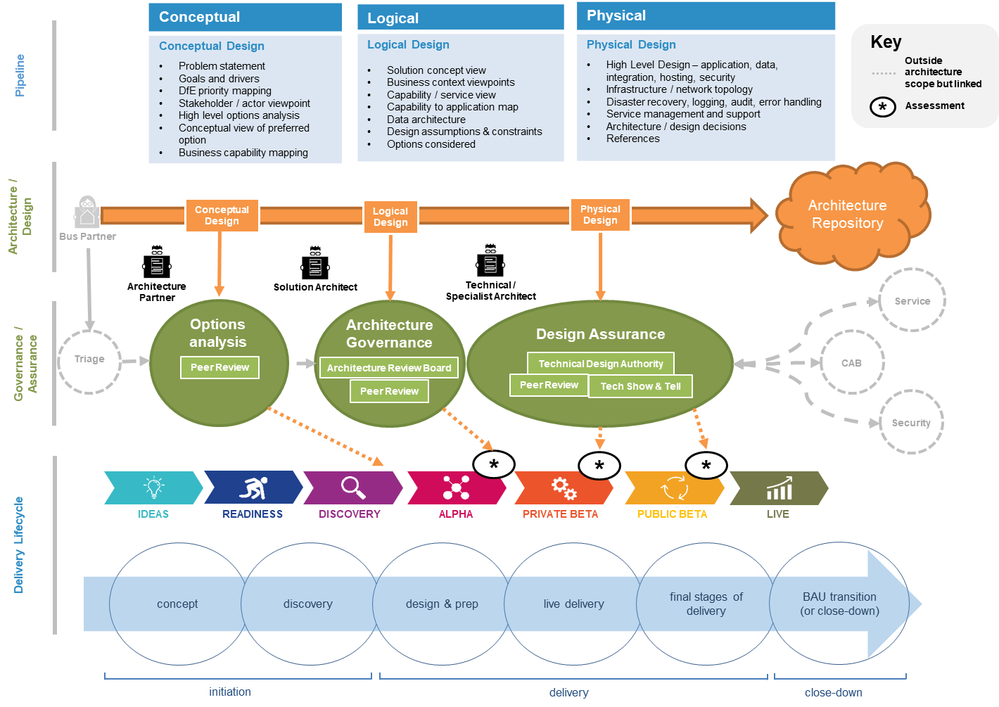 Conceptual
Logical
Physical
Pipeline
Conceptual Design
• Problem statement
• Goals and drivers
• DfE priority mapping
• Stakeholder / actor viewpoint
• High level options analysis
• Conceptual view of preferred
option
• Business capability mapping
Logical Design
• Solution concept view
• Business context viewpoints
• Capability / service view
• Capability to application map
• Data architecture
• Design assumptions & constraints
• Options considered
Physical Design
• High Level Design – application, data,
integration, hosting, security
• Infrastructure / network topology
• Disaster recovery, logging, audit, error handling
• Service management and support
• Architecture / design decisions
• References
Key
Outside
architecture
scope but linked
* Assessment
Architecture /
Design
Bus Partner
Conceptual
Design
Logical
Design
Physical
Design
Architecture
Repository
Architecture
Partner
Solution Architect
Technical /
Specialist Architect
Governance /
Assurance
Triage
Options
analysis
Peer Review
Architecture
Governance
Architecture Review Board
Peer Review
Design Assurance
Technical Design Authority
Peer Review
Tech Show & Tell
Service
CAB
Security
Delivery Lifecycle
*
*
*
IDEAS
READINESS
DISCOVERY
ALPHA
PRIVATE BETA
PUBLIC BETA
LIVE
concept
discovery
design & prep
live delivery
final stages of
delivery
BAU transition
(or close-down)
initiation
delivery
close-down